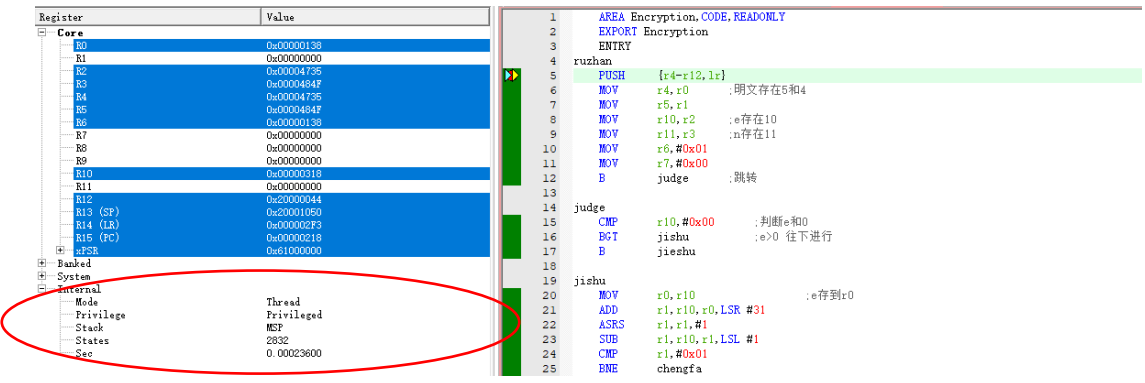 Register Value
Core
R0 0x00000138
R1 0x00000000
R2 0x00004735
R3 0x0000484F
R4 0x00004735
R5 0x0000484F
R6 0x00000138
R7 0x00000000
R8 0x00000000
R9 0x00000000
R10 0x00000318
R11 0x00000000
R12 0x20000044
R13 (SP) 0x20001050
R14 (LR) 0x000002F3
R15 (PC) 0x00000218
xPSR 0x61000000
Banked
System
Internal
Mode Thread
Privilege Privileged
Stack MSP
States 2832
Sec 0.00023600
1 AREA Encryption,CODE,READONLY
2 EXPORT Encryption
3 ENTRY
4 ruzhan
5 PUSH {r4-r12,lr}
6 MOV r4,r0 ;明文存在5和4
7 MOV r5,r1
8 MOV r10,r2 ;e存在10
9 MOV r11,r3 ;n存在11
10 MOV r6,#0x01
11 MOV r7,#0x00
12 B judge ;跳转
13
14 judge
15 CMP r10,#0x00 ;判断e和0
16 BGT jishu ;e>0 往下进行
17 B jieshu
18
19 jishu
20 MOV r0,r10 ;e存到r0
21 ADD r1,r10,r0,LSR #31
22 ASRS r1,r1,#1
23 SUB r1,r10,r1,LSL #1
24 CMP r1,#0x01
25 BNE chengfa